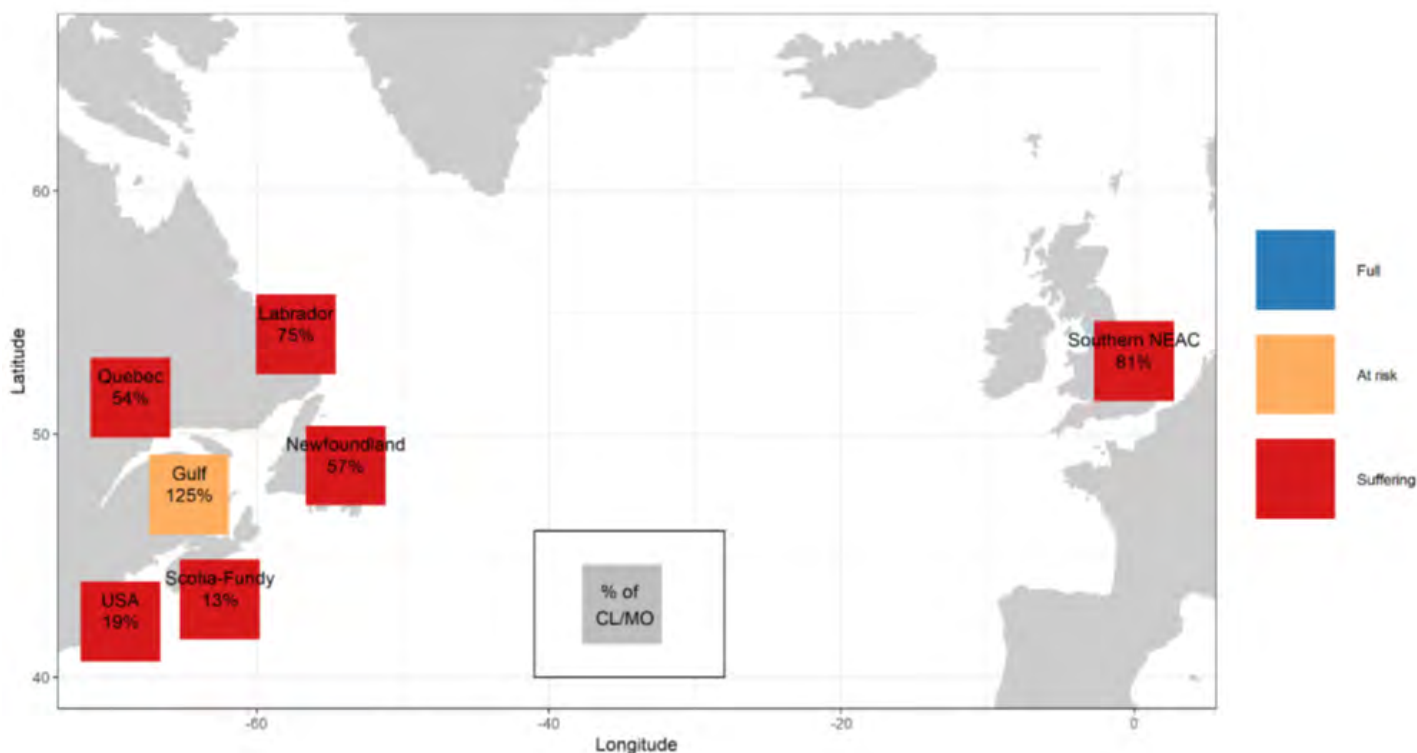 Latitude
60
50
40
Labrador
75%
Quebec
54%
Newfoundland
57%
Gulf
125%
Scotia-Fundy
13%
USA
19%
Southern NEAC
81%
% of
CL/MO
-60
-40
-20
0
Longitude
Full
At risk
Suffering